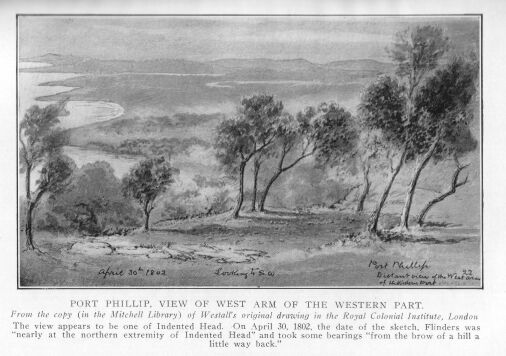 April 30th 1802
Looking to S.W
Port Phillip
Distant view of the West arm
of the Western Port
22
PORT PHILLIP, VIEW OF WEST ARM OF THE WESTERN PART.
From the copy (in the Mitchell Library) of Westall's original drawing in the Royal Colonial Institute, London
The view appears to be one of Indented Head. On April 30, 1802, the date of the sketch, Flinders was
"nearly at the northern extremity of Indented Head" and took some bearings "from the brow of a hill a
little way back."